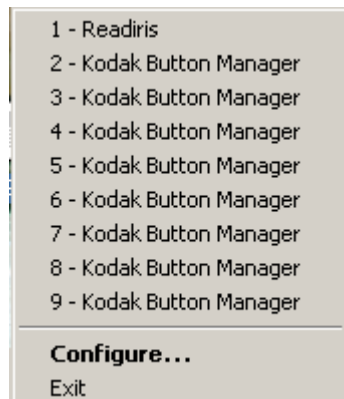 1 - Readiris
2 - Kodak Button Manager
3 - Kodak Button Manager
4 - Kodak Button Manager
5 - Kodak Button Manager
6 - Kodak Button Manager
7 - Kodak Button Manager
8 - Kodak Button Manager
9 - Kodak Button Manager
Configure...
Exit